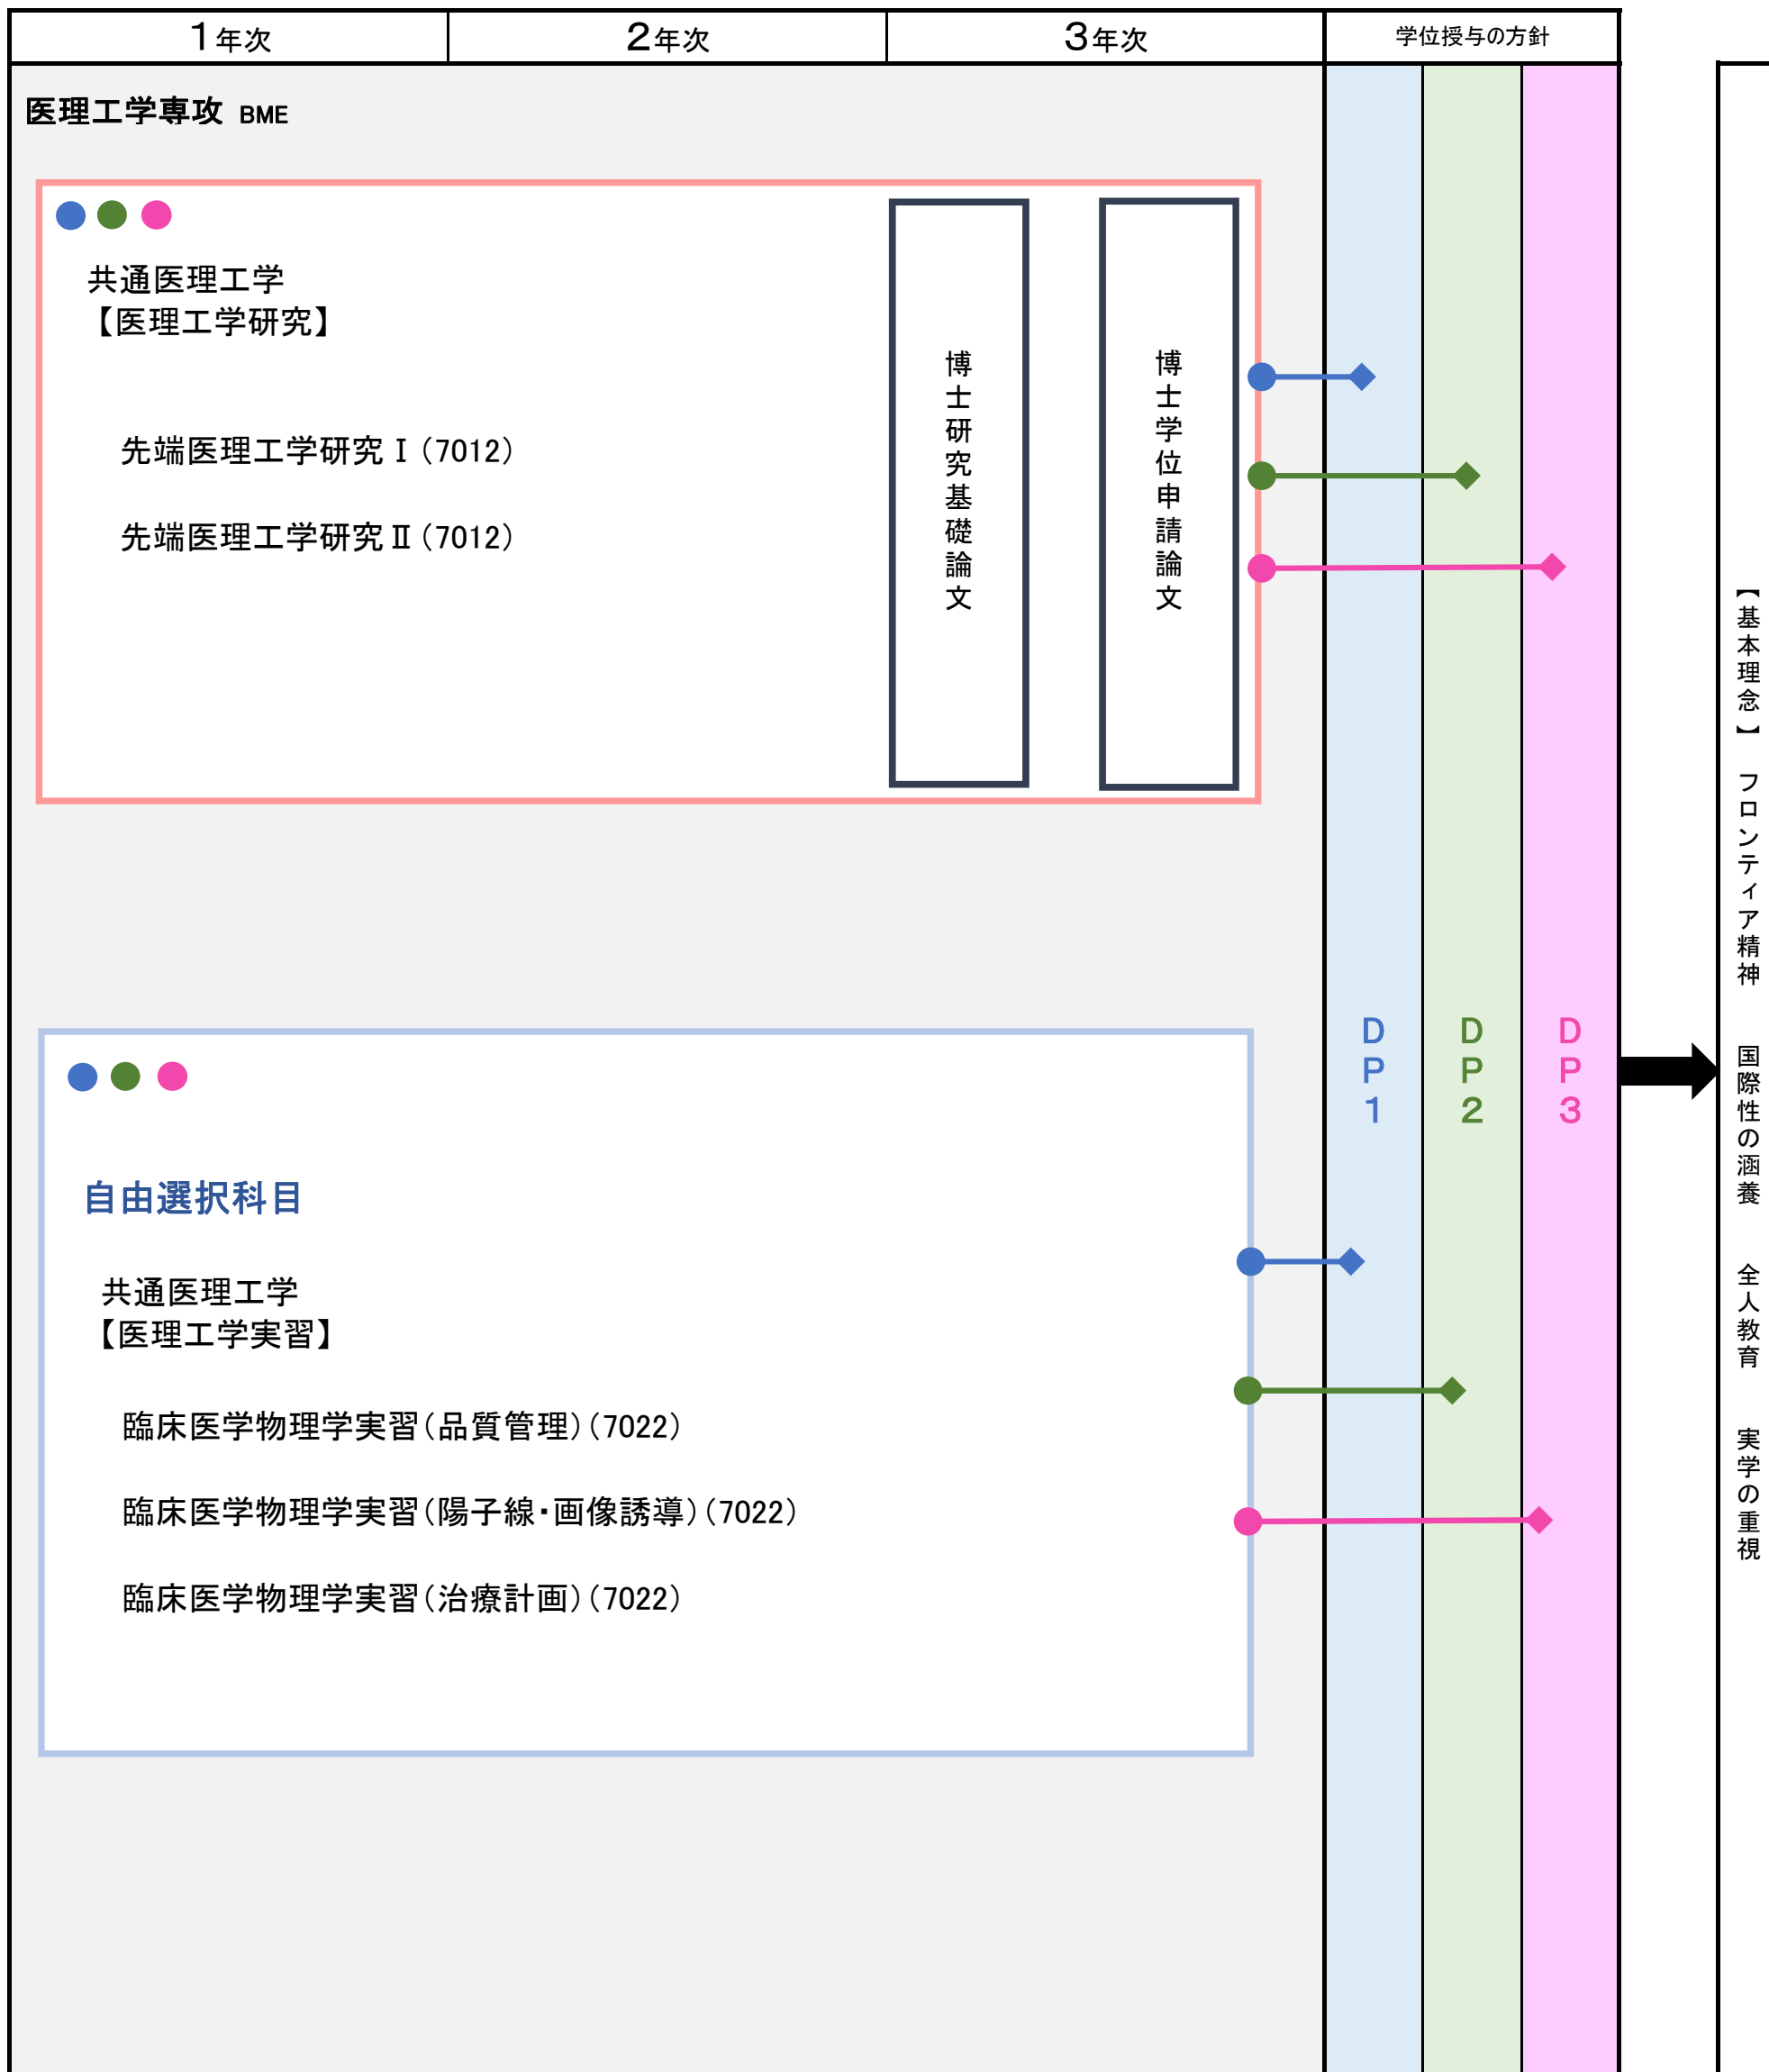 1年次
2年次
3年次
学位授与の方針
医理工学専攻 BME
共通医理工学
【医理工学研究】
先端医理工学研究Ⅰ(7012)
先端医理工学研究Ⅱ(7012)
博士研究基礎論文
博士学位申請論文
自由選択科目
共通医理工学
【医理工学実習】
臨床医学物理学実習(品質管理)(7022)
臨床医学物理学実習(陽子線・画像誘導)(7022)
臨床医学物理学実習(治療計画)(7022)
DP1
DP2
DP3
【基本理念】 フロンティア精神 国際性の涵養 全人教育 実学の重視